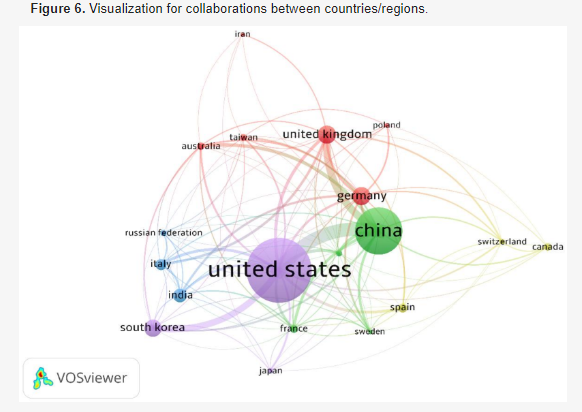 Figure 6. Visualization for collaborations between countries/regions.
iran
poland
united kingdom
taiwan
australia
germany
china
russian federation
switzerland
canada
italy
united states
india
spain
south korea
france
sweden
japan
VOSviewer